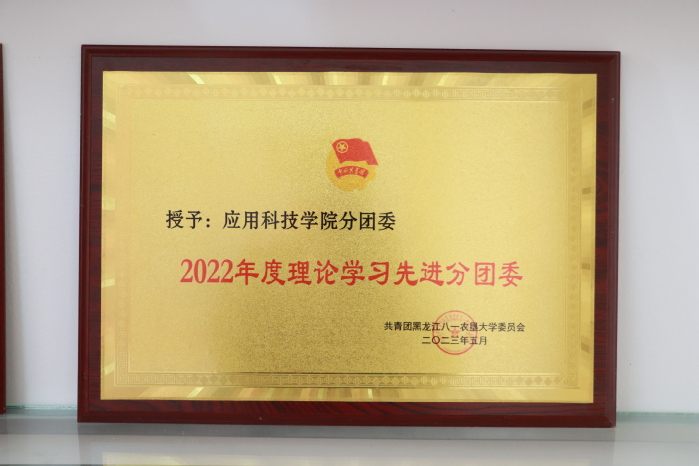 授予：应用科技学院分团委
2022年度理论学习先进分团委
共青团黑龙江八一农垦大学委员会
二〇二三年五月